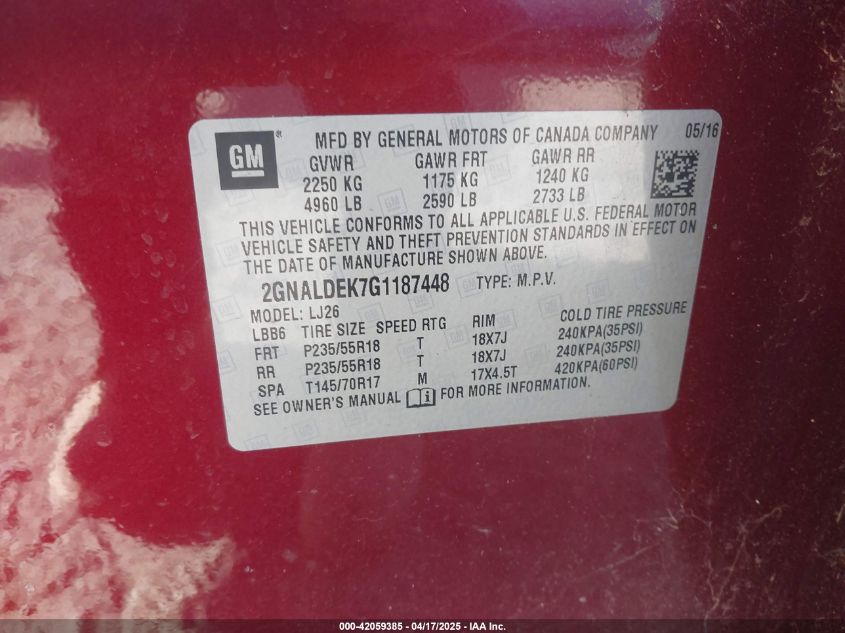 GM ® MFD BY GENERAL MOTORS OF CANADA COMPANY 05/16
GVWR GAWR FRT GAWR RR
2250 KG 1175 KG 1240 KG
4960 LB 2590 LB 2733 LB
THIS VEHICLE CONFORMS TO ALL APPLICABLE U.S. FEDERAL MOTOR
VEHICLE SAFETY AND THEFT PREVENTION STANDARDS IN EFFECT ON
THE DATE OF MANUFACTURE SHOWN ABOVE.
2GNALDEK7G1187448 TYPE: M.P.V.
MODEL: LJ26
LBB6 TIRE SIZE SPEED RTG RIM COLD TIRE PRESSURE
FRT P235/55R18 T 18X7J 240KPA(35PSI)
RR P235/55R18 T 18X7J 240KPA(35PSI)
SPA T145/70R17 M 17X4.5T 420KPA(60PSI)
SEE OWNER'S MANUAL i FOR MORE INFORMATION.
000-42059385 - 04/17/2025 - IAA Inc.